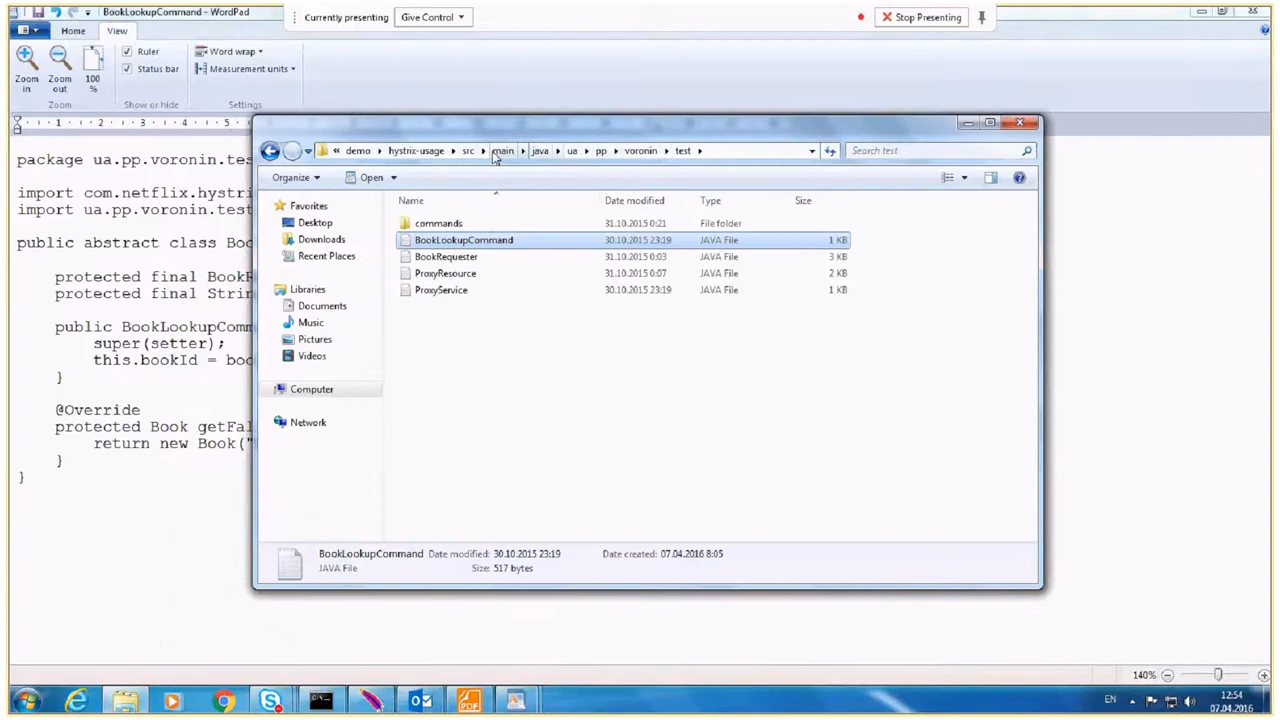 BookLookupCommand - WordPad
Currently presenting Give Control
Stop Presenting
Home View
Zoom in
Zoom out
100 %
Ruler
Status bar
Word wrap
Measurement units
Zoom Show or hide Settings
1 2 3 4 5
package ua.pp.voronin.tes
import com.netflix.hystri
import ua.pp.voronin.test
public abstract class Boo
protected final BookR
protected final Strin
public BookLookupComm
super(setter);
this.bookId = boo
}
@Override
protected Book getFal
return new Book("
}
}
« demo hystrix-usage src main java ua pp voronin test
Search test
Organize Open
Favorites
Desktop
Downloads
Recent Places
Libraries
Documents
Music
Pictures
Videos
Computer
Network
Name Date modified Type Size
commands 31.10.2015 0:21 File folder
BookLookupCommand 30.10.2015 23:19 JAVA File 1 KB
BookRequester 31.10.2015 0:03 JAVA File 3 KB
ProxyResource 31.10.2015 0:07 JAVA File 2 KB
ProxyService 30.10.2015 23:19 JAVA File 1 KB
BookLookupCommand Date modified: 30.10.2015 23:19 Date created: 07.04.2016 8:05
JAVA File Size: 517 bytes
140%
PDF
EN
12:54
07.04.2016